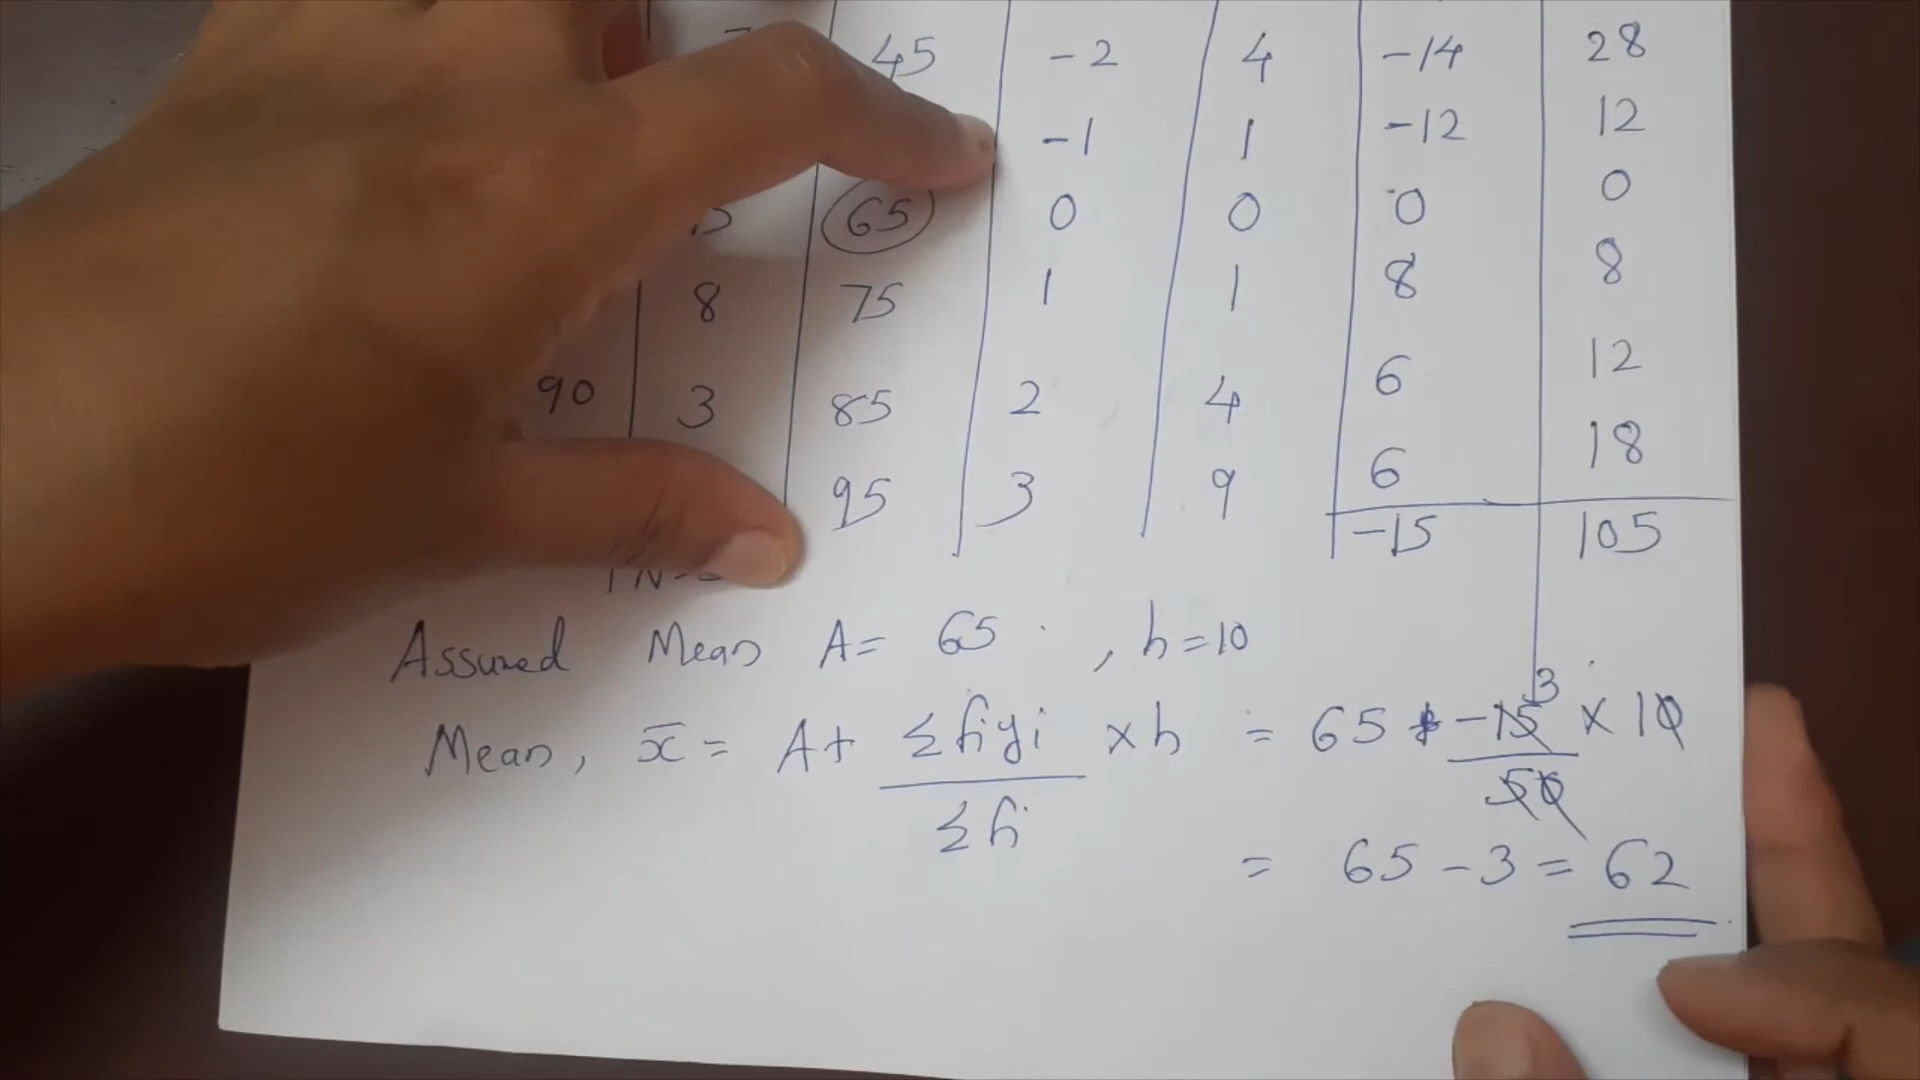 45 -2 4 -14 28
-1 1 -12 12
65 0 0 0 0
8 75 1 1 8 8
90 3 85 2 4 6 12
95 3 9 6 18
-15 105
Assumed Mean A= 65 , h=10
Mean, x̄ = A+ Σfiyi/Σfi ×h = 65 + -15/50 × 10 3
= 65 - 3 = 62